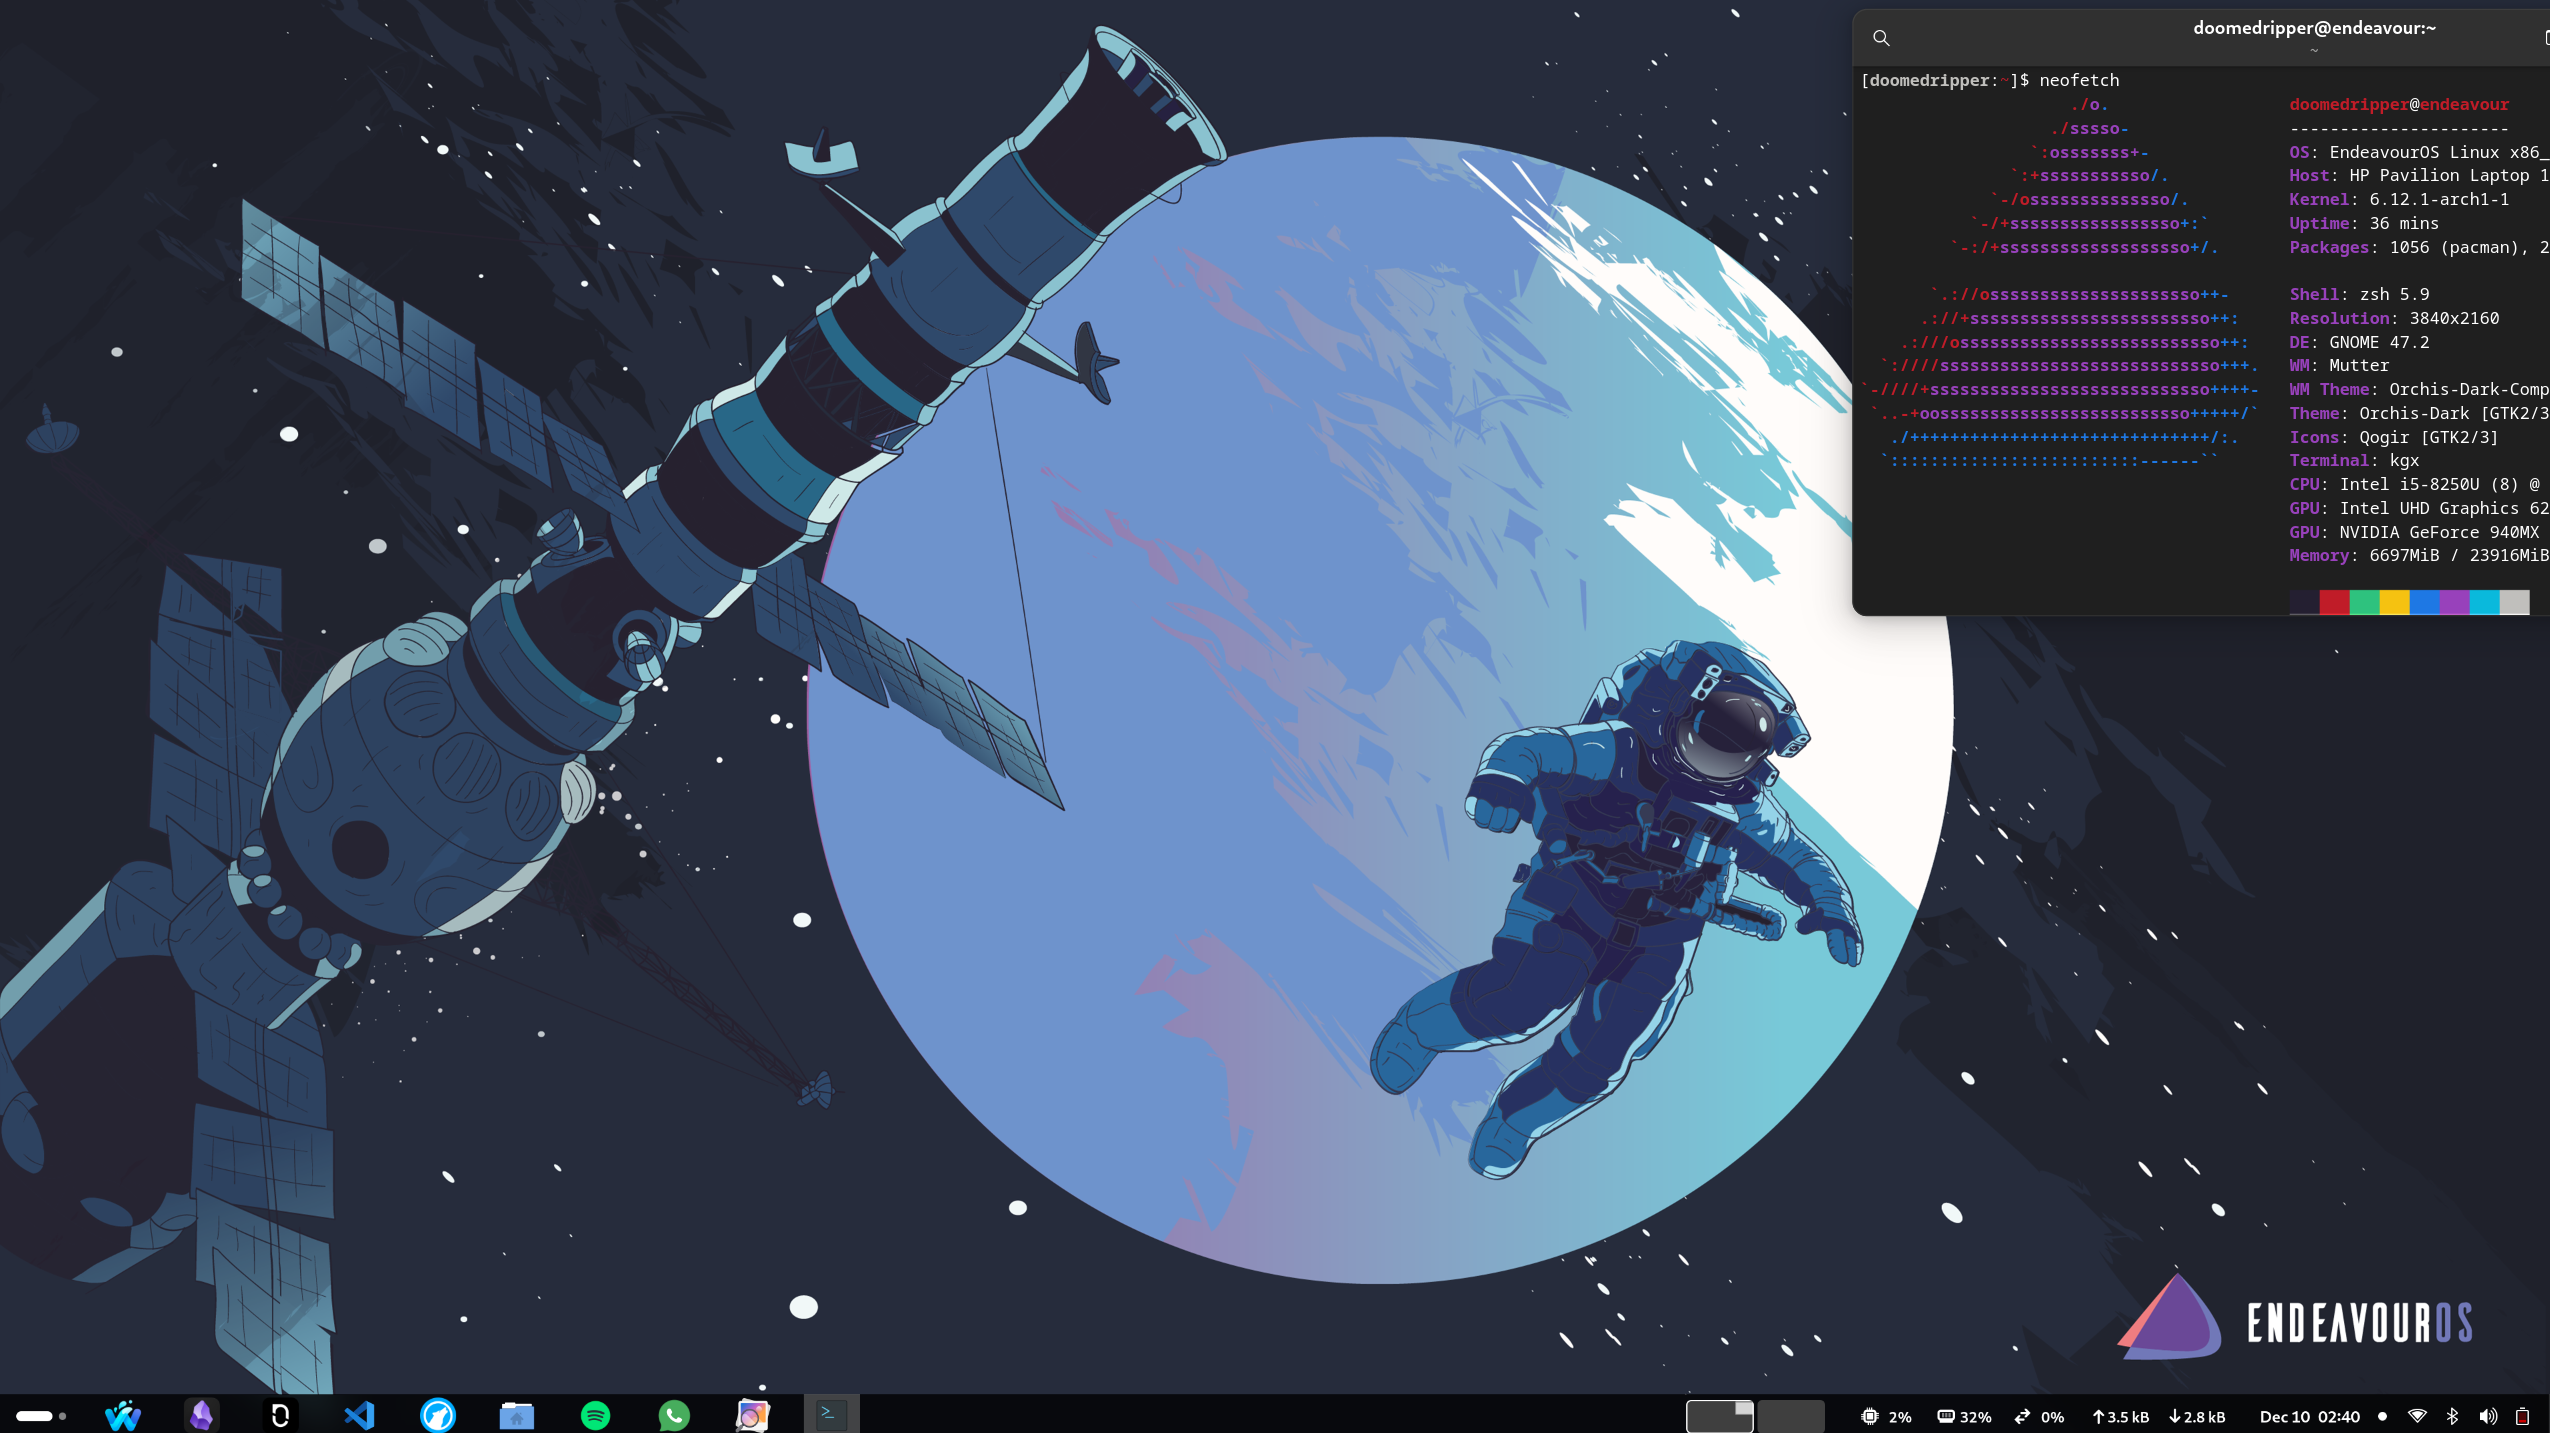 doomedripper@endeavour:~
~
[doomedripper:~]$ neofetch
./o.
./sssso-
`:osssssss+-
`:+sssssssssso/.
`-/ossssssssssssso/.
`-/+sssssssssssssssso+:`
`-:/+sssssssssssssssssso+/.
`.://osssssssssssssssssssso++-
.://+ssssssssssssssssssssssso++:
.:///ossssssssssssssssssssssssso++:
`:////ssssssssssssssssssssssssssso+++.
`-////+ssssssssssssssssssssssssssso++++-
`..-+oosssssssssssssssssssssssso+++++/`
./++++++++++++++++++++++++++++++/:.
`:::::::::::::::::::::::::------``
doomedripper@endeavour
----------------------
OS: EndeavourOS Linux x86_
Host: HP Pavilion Laptop 1
Kernel: 6.12.1-arch1-1
Uptime: 36 mins
Packages: 1056 (pacman), 2
Shell: zsh 5.9
Resolution: 3840x2160
DE: GNOME 47.2
WM: Mutter
WM Theme: Orchis-Dark-Comp
Theme: Orchis-Dark [GTK2/3
Icons: Qogir [GTK2/3]
Terminal: kgx
CPU: Intel i5-8250U (8) @
GPU: Intel UHD Graphics 62
GPU: NVIDIA GeForce 940MX
Memory: 6697MiB / 23916MiB
ENDEAVOUROS
2% 32% 0% ↑3.5 kB ↓2.8 kB Dec 10 02:40